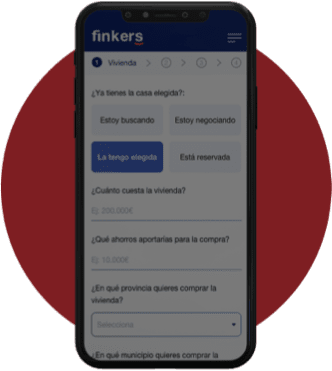 finkers
1 Vivienda > 2 > 3 > 4
¿Ya tienes la casa elegida?:
Estoy buscando
Estoy negociando
La tengo elegida
Está reservada
¿Cuánto cuesta la vivienda?
Ej: 200.000€
¿Qué ahorros aportarías para la compra?
Ej: 10.000€
¿En qué provincia quieres comprar la
vivienda?
Selecciona
¿En qué municipio quieres comprar la